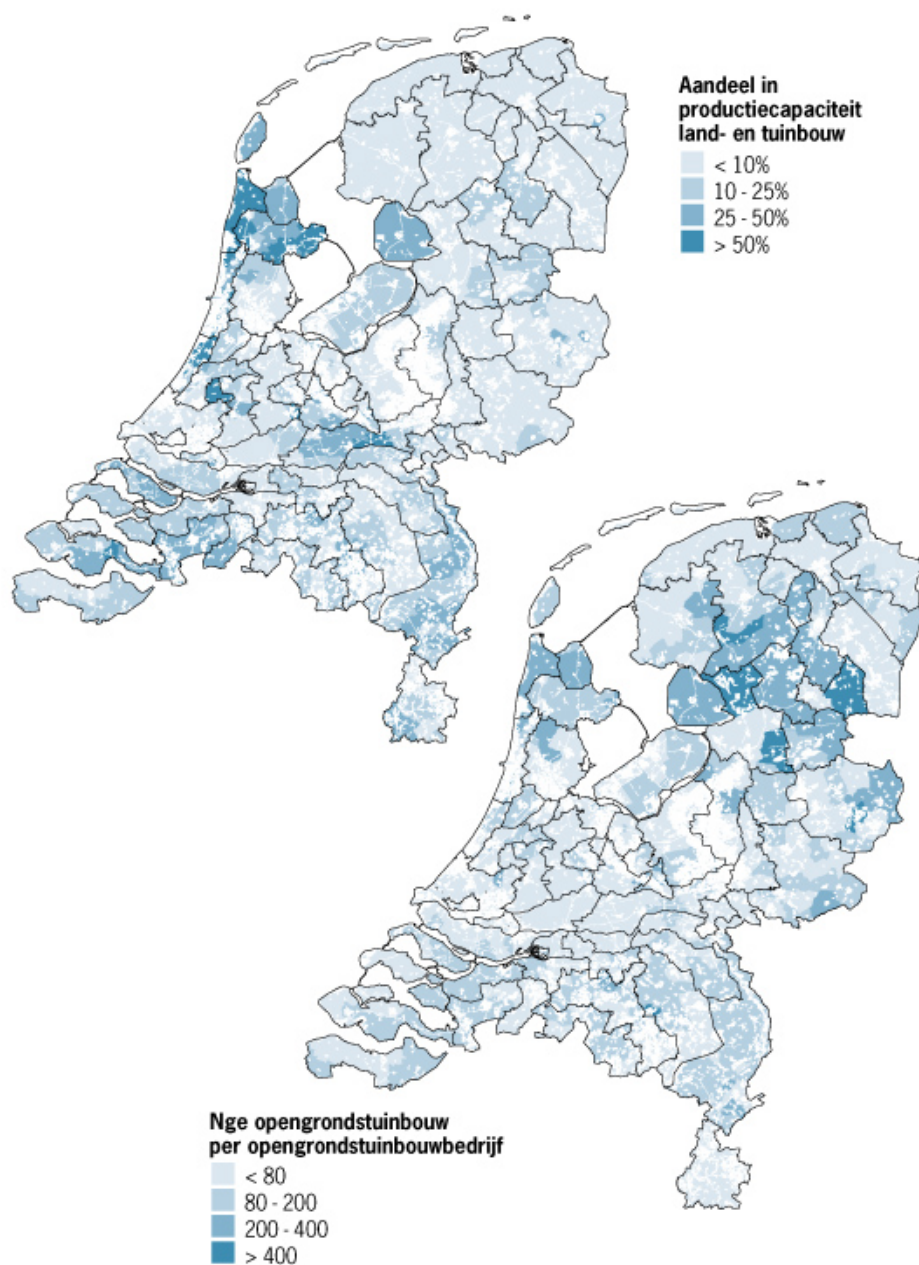 Aandeel in
productiecapaciteit
land- en tuinbouw
< 10%
10 - 25%
25 - 50%
> 50%
Nge opengrondstuinbouw
per opengrondstuinbouwbedrijf
< 80
80 - 200
200 - 400
> 400